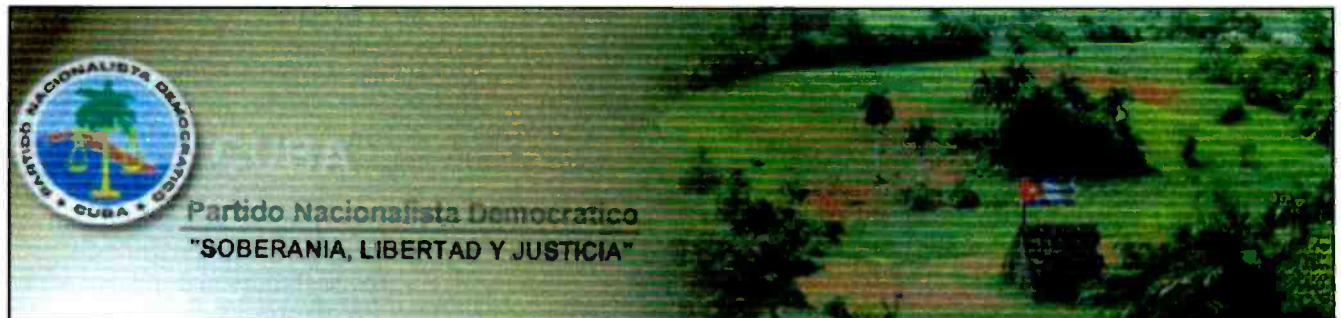 PARTIDO NACIONALISTA DEMOCRATICO
* CUBA *
CUBA
Partido Nacionalista Democratico
"SOBERANIA, LIBERTAD Y JUSTICIA"